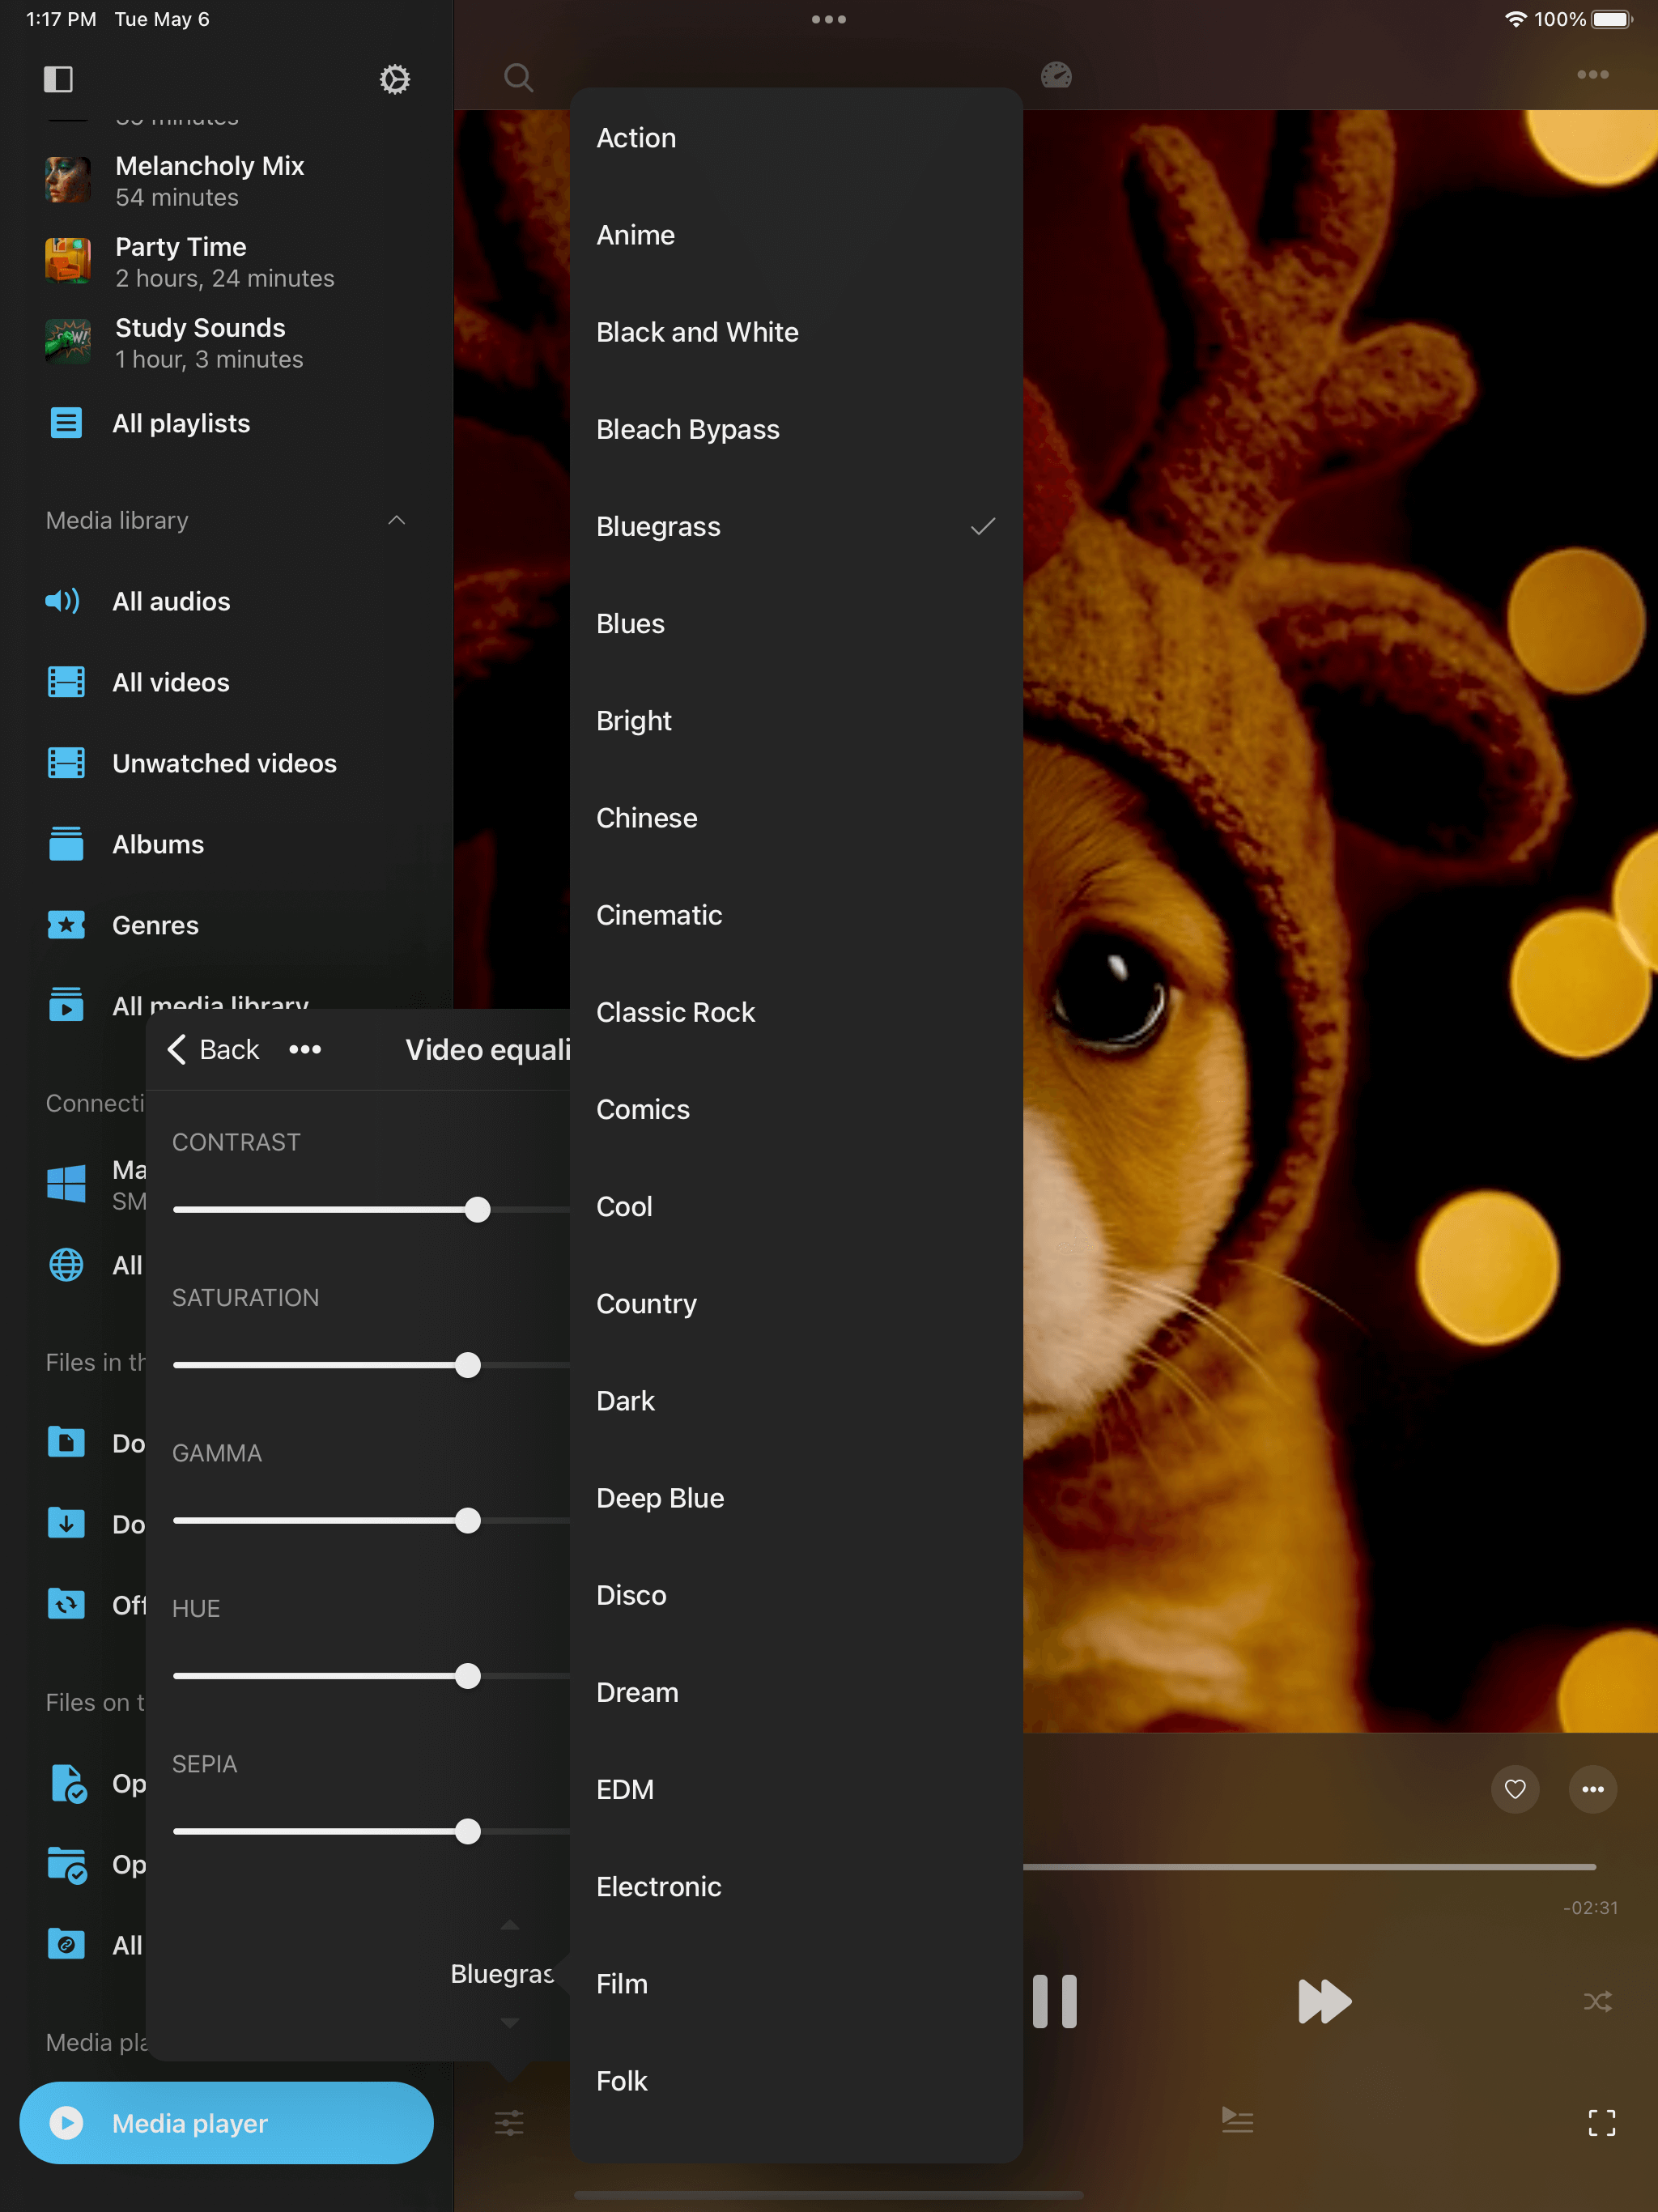 1:17 PM Tue May 6
100%
Melancholy Mix
54 minutes
Party Time
2 hours, 24 minutes
Study Sounds
1 hour, 3 minutes
All playlists
Media library
All audios
All videos
Unwatched videos
Albums
Genres
All media library
Connecti
Ma
SM
All
Files in th
Do
Do
Off
Files on t
Op
Op
All
Media pla
Media player
Back
Video equali
CONTRAST
SATURATION
GAMMA
HUE
SEPIA
Bluegras
Action
Anime
Black and White
Bleach Bypass
Bluegrass
Blues
Bright
Chinese
Cinematic
Classic Rock
Comics
Cool
Country
Dark
Deep Blue
Disco
Dream
EDM
Electronic
Film
Folk
-02:31